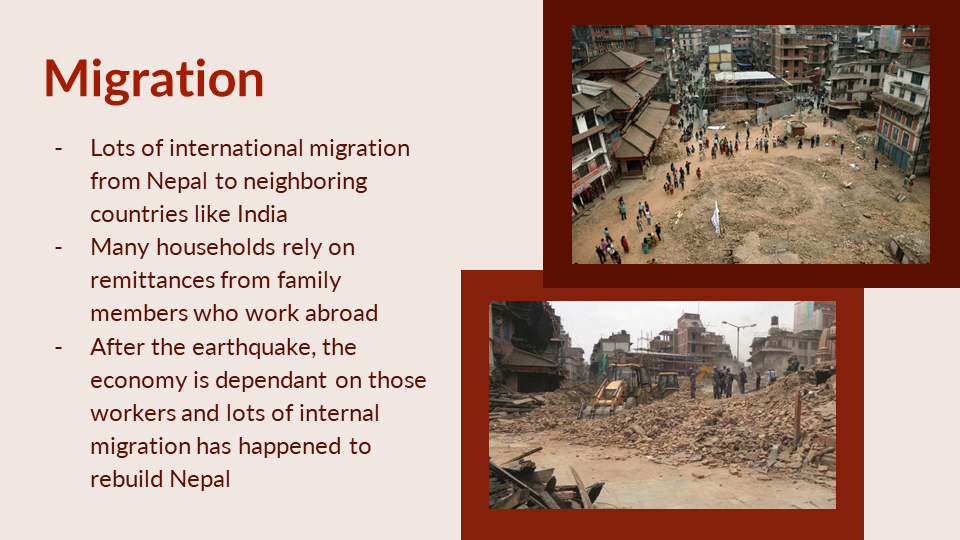 Migration
- Lots of international migration
from Nepal to neighboring
countries like India
- Many households rely on
remittances from family
members who work abroad
- After the earthquake, the
economy is dependant on those
workers and lots of internal
migration has happened to
rebuild Nepal